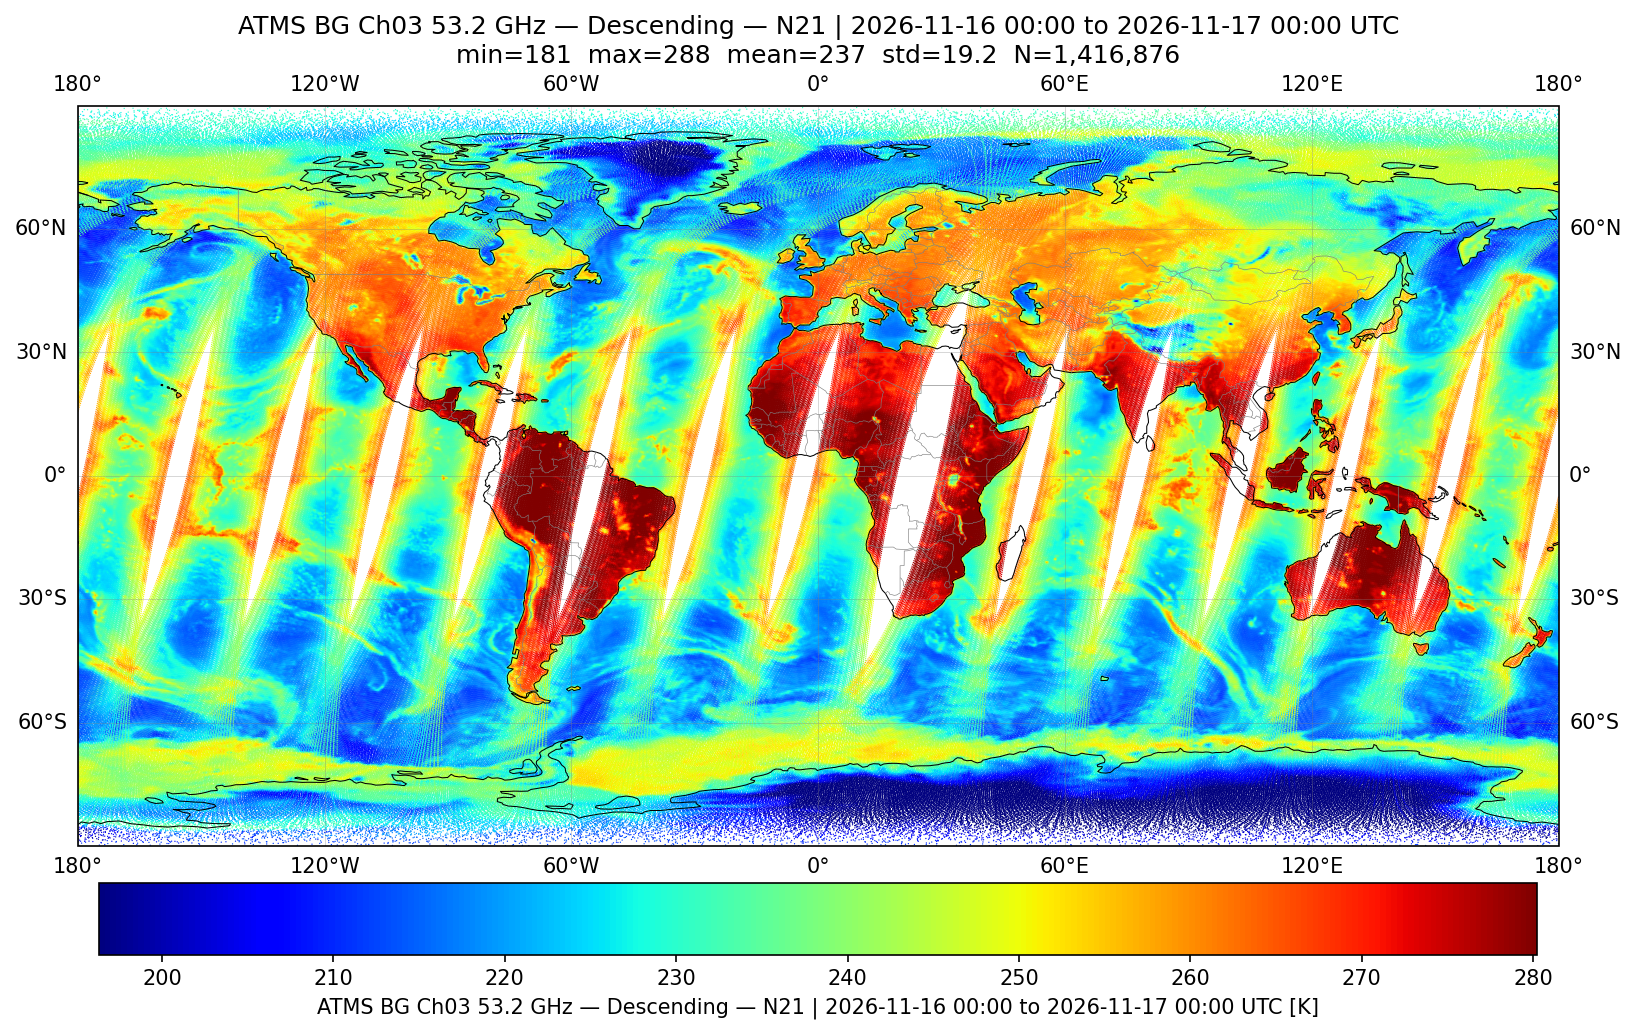 ATMS BG Ch03 53.2 GHz — Descending — N21 | 2026-11-16 00:00 to 2026-11-17 00:00 UTC
min=181 max=288 mean=237 std=19.2 N=1,416,876
180° 120°W 60°W 0° 60°E 120°E 180°
60°N 60°N
30°N 30°N
0° 0°
30°S 30°S
60°S 60°S
180° 120°W 60°W 0° 60°E 120°E 180°
200 210 220 230 240 250 260 270 280
ATMS BG Ch03 53.2 GHz — Descending — N21 | 2026-11-16 00:00 to 2026-11-17 00:00 UTC [K]